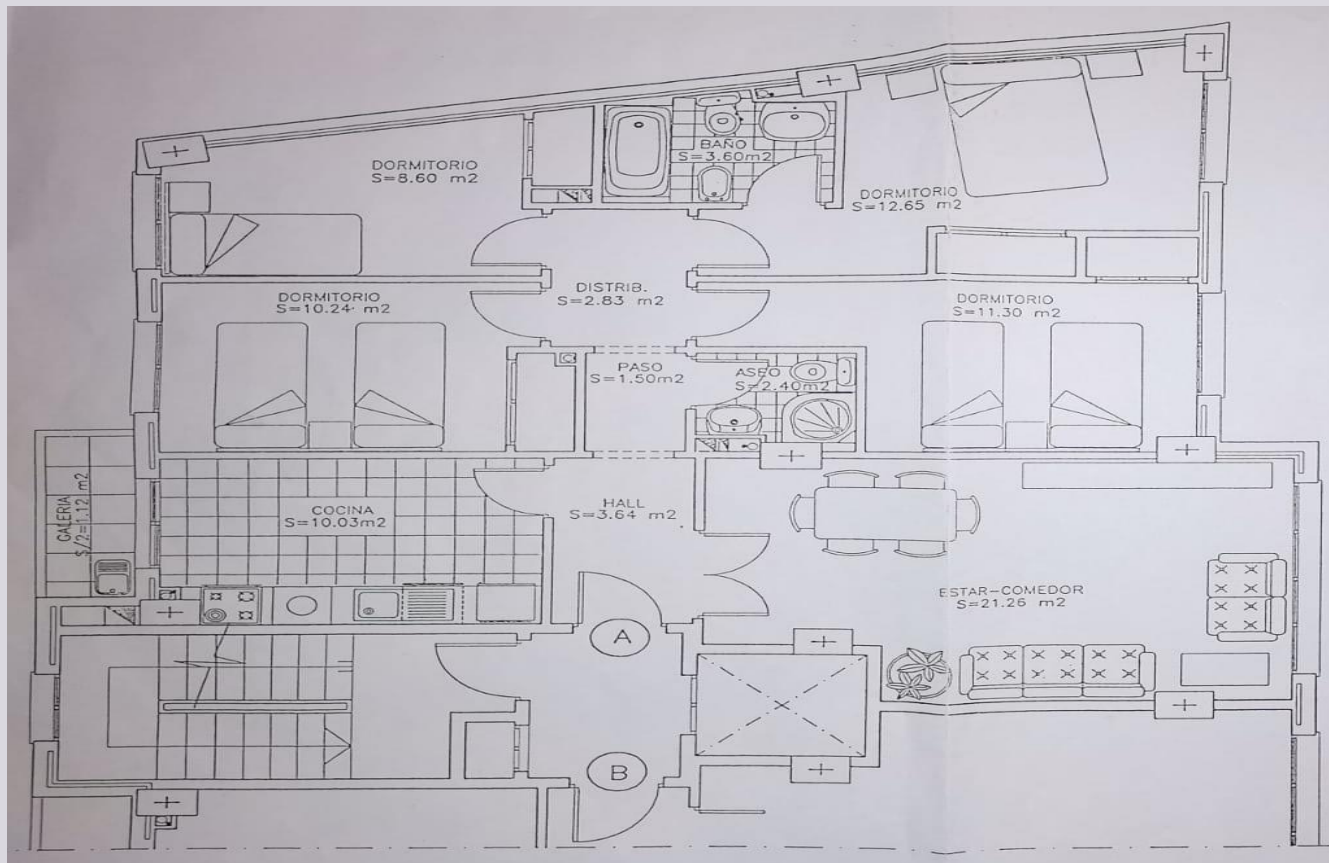 DORMITORIO
S=8.60 m2
BAÑO
S=3.60m2
DORMITORIO
S=12.65 m2
DORMITORIO
S=10.24 m2
DISTRIB.
S=2.83 m2
DORMITORIO
S=11.30 m2
PASO
S=1.50m2
ASEO
S=2.40m2
GALERIA
S/2=1.12 m2
COCINA
S=10.03m2
HALL
S=3.64 m2
ESTAR-COMEDOR
S=21.26 m2
A
B